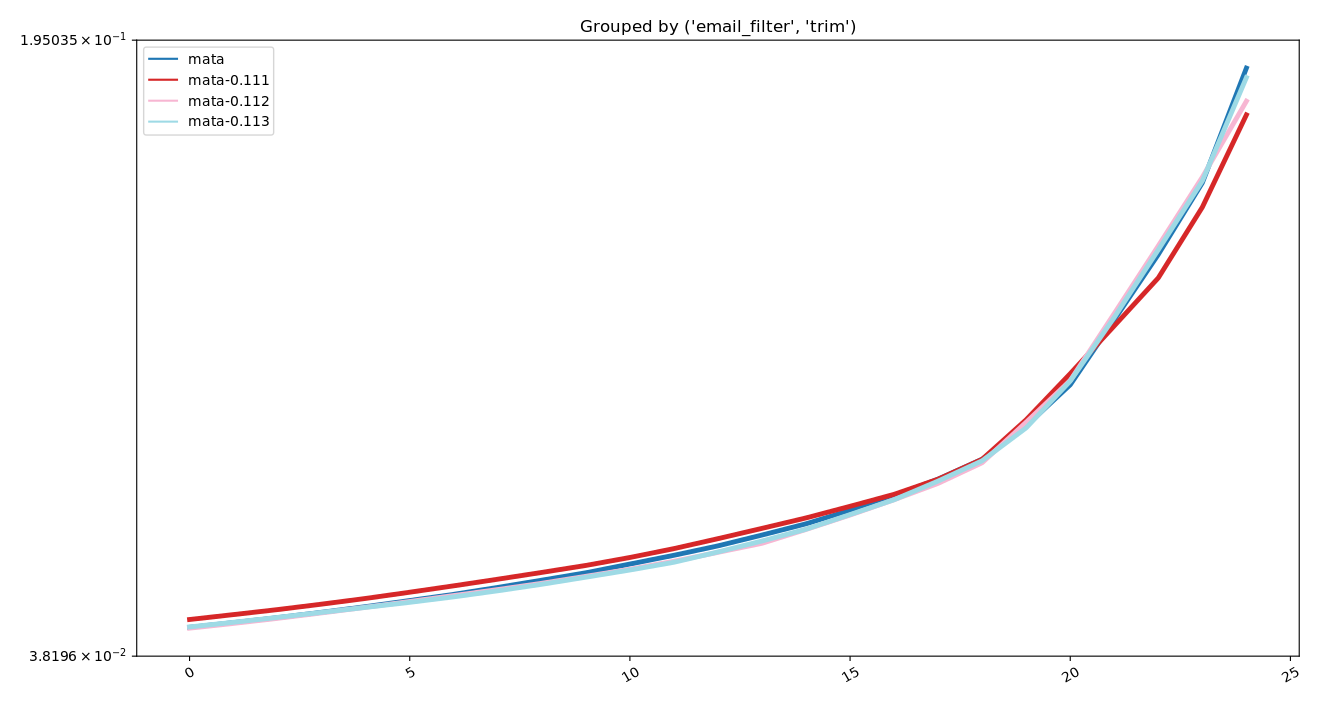 Grouped by ('email_filter', 'trim')
1.95035 × 10⁻¹
mata
mata-0.111
mata-0.112
mata-0.113
3.8196 × 10⁻²
0 5 10 15 20 25